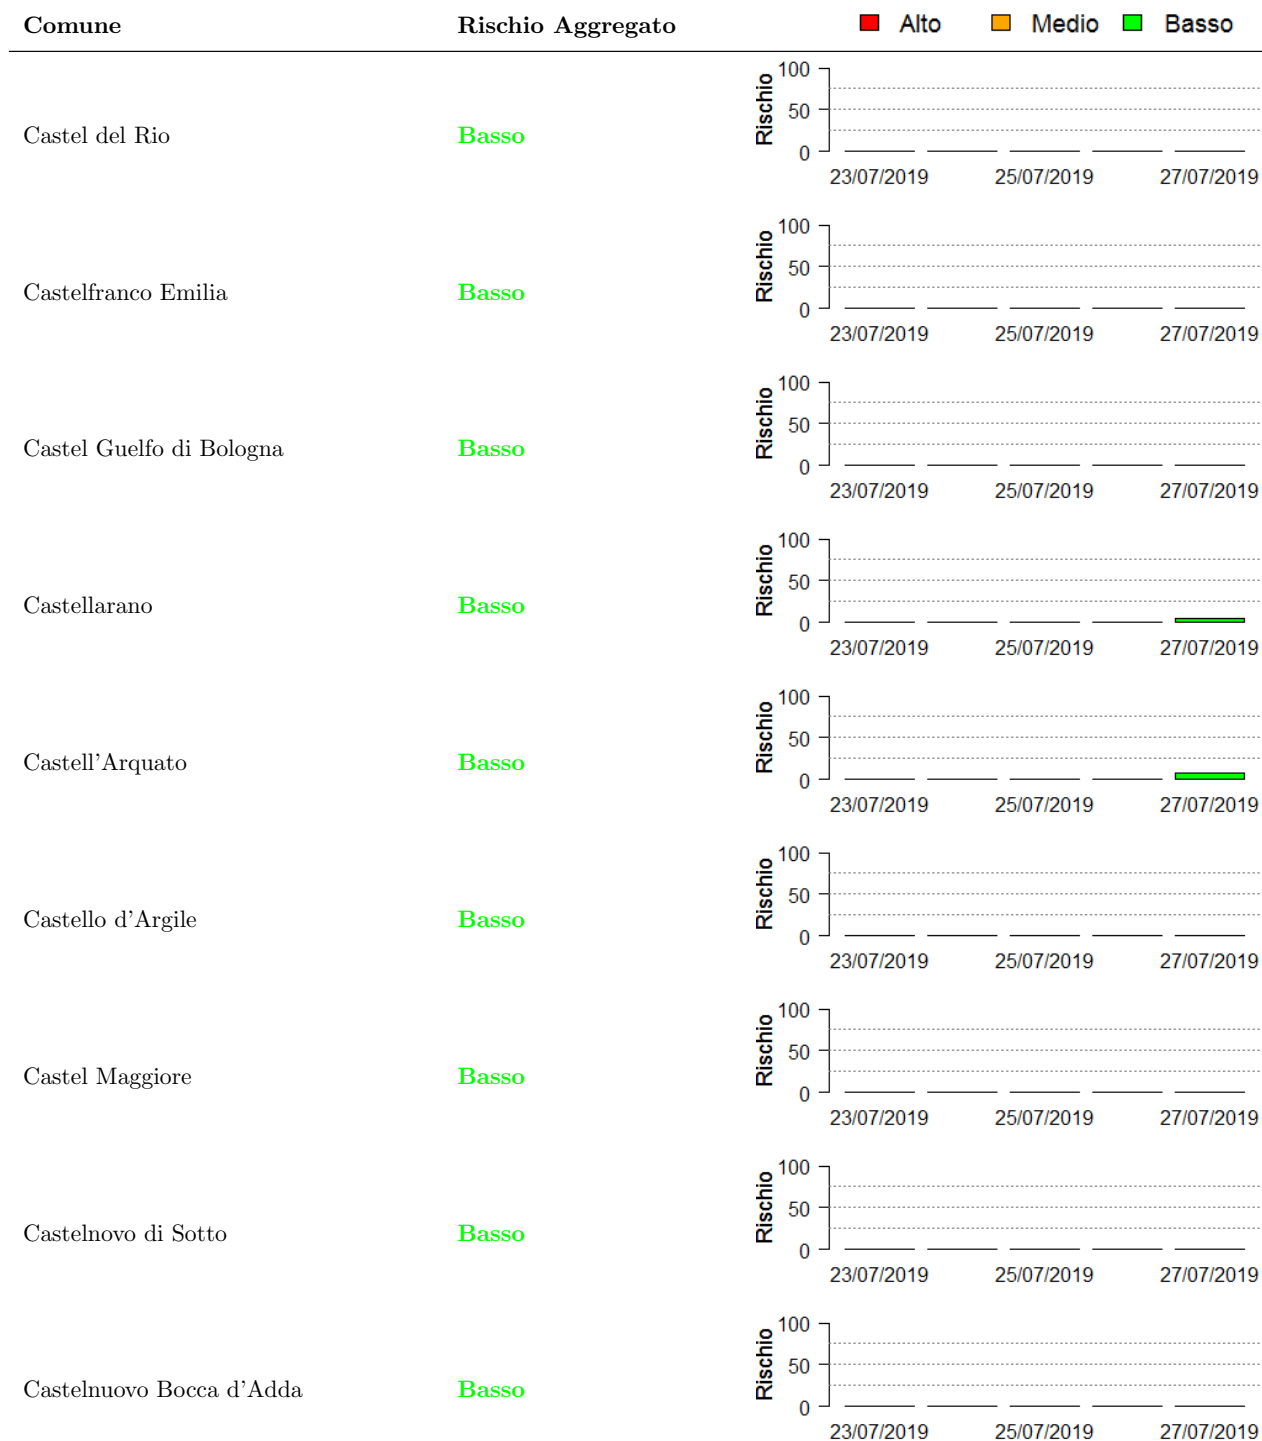 Comune Rischio Aggregato Alto Medio Basso
100
50
0
Rischio
Castel del Rio Basso
23/07/2019 25/07/2019 27/07/2019
100
50
0
Rischio
Castelfranco Emilia Basso
23/07/2019 25/07/2019 27/07/2019
100
50
0
Rischio
Castel Guelfo di Bologna Basso
23/07/2019 25/07/2019 27/07/2019
100
50
0
Rischio
Castellarano Basso
23/07/2019 25/07/2019 27/07/2019
100
50
0
Rischio
Castell'Arquato Basso
23/07/2019 25/07/2019 27/07/2019
100
50
0
Rischio
Castello d'Argile Basso
23/07/2019 25/07/2019 27/07/2019
100
50
0
Rischio
Castel Maggiore Basso
23/07/2019 25/07/2019 27/07/2019
100
50
0
Rischio
Castelnovo di Sotto Basso
23/07/2019 25/07/2019 27/07/2019
100
50
0
Rischio
Castelnuovo Bocca d'Adda Basso
23/07/2019 25/07/2019 27/07/2019